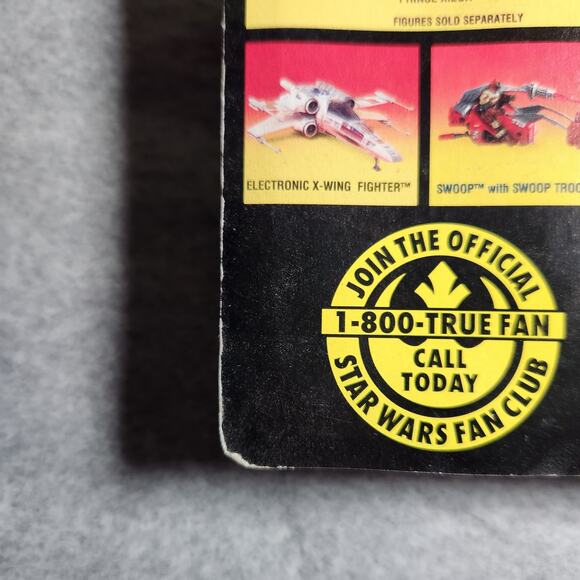 FIGURES SOLD SEPARATELY
ELECTRONIC X-WING FIGHTER™
SWOOP™ with SWOOP TROO
JOIN THE OFFICIAL
1-800-TRUE FAN
CALL
TODAY
STAR WARS FAN CLUB